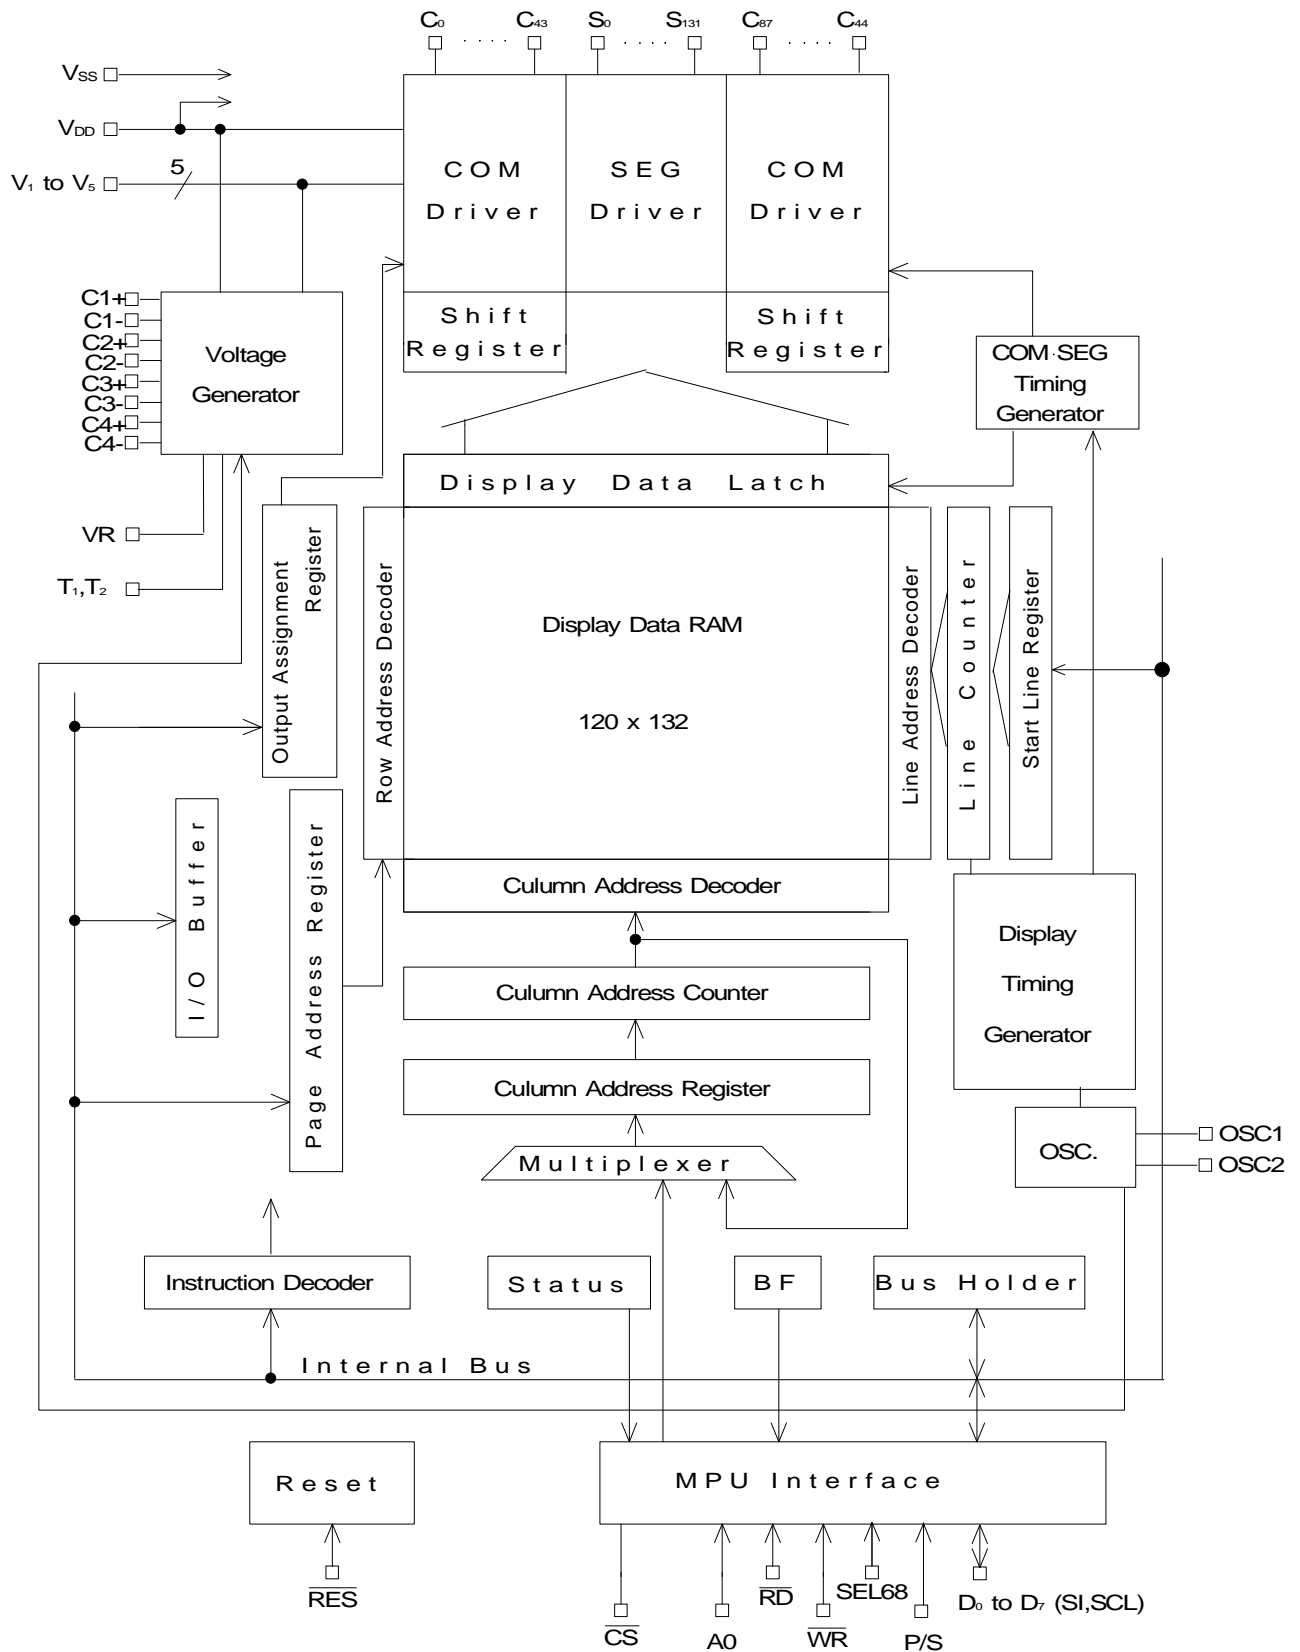 C₀ ···· C₄₃ S₀ ···· S₁₃₁ C₈₇ ···· C₄₄
VSS
VDD
V₁ to V₅
5
COM
Driver
SEG
Driver
COM
Driver
Shift
Register
Shift
Register
C1+
C1-
C2+
C2-
C3+
C3-
C4+
C4-
Voltage
Generator
COM·SEG
Timing
Generator
VR
T₁,T₂
Display Data Latch
Output Assignment
Register
Row Address Decoder
Display Data RAM
120 x 132
Line Address Decoder
Line Counter
Start Line Register
I/O Buffer
Page Address Register
Culumn Address Decoder
Culumn Address Counter
Culumn Address Register
Multiplexer
Display
Timing
Generator
OSC.
OSC1
OSC2
Instruction Decoder
Status
BF
Bus Holder
Internal Bus
Reset
MPU Interface
R̅E̅S̅
C̅S̅
A0
R̅D̅
W̅R̅
SEL68
P/S
D₀ to D₇ (SI,SCL)